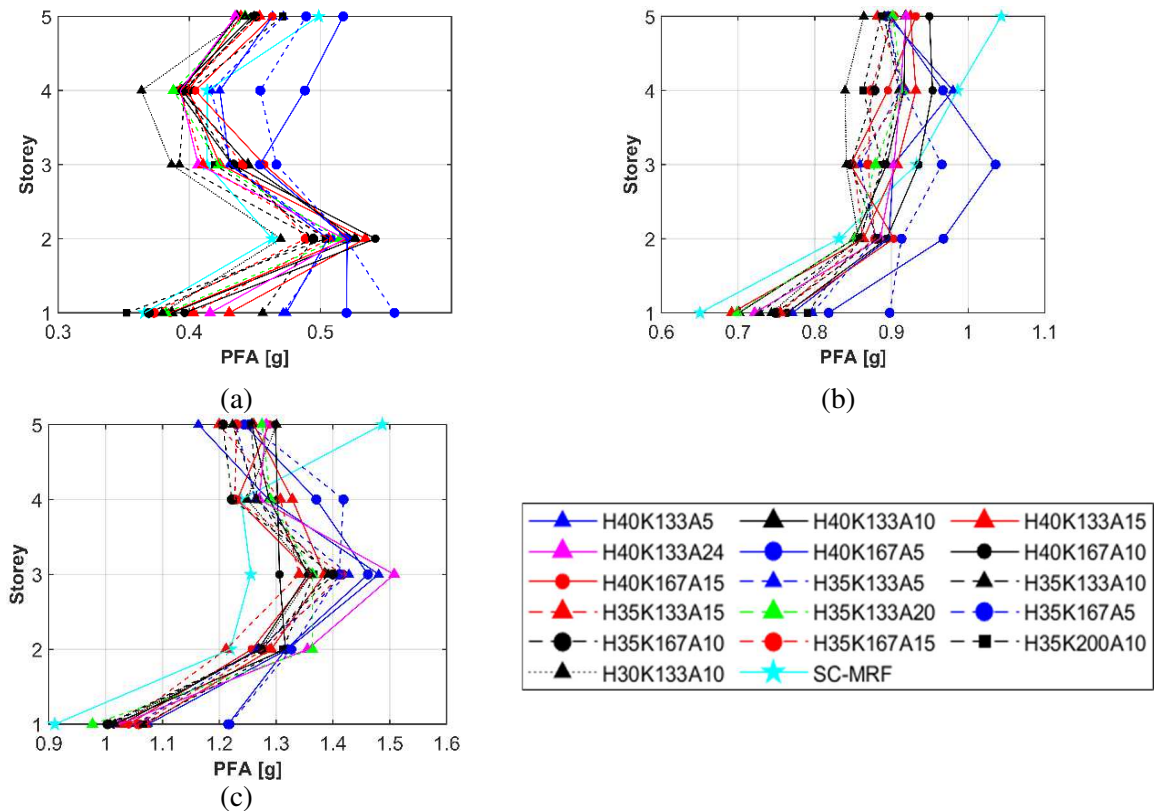 5
4
3
2
1
Storey
0.3
0.4
0.5
0.6
PFA [g]
(a)
5
4
3
2
1
Storey
0.6
0.7
0.8
0.9
1
1.1
PFA [g]
(b)
5
4
3
2
1
Storey
0.9
1
1.1
1.2
1.3
1.4
1.5
1.6
PFA [g]
(c)
H40K133A5
H40K133A10
H40K133A15
H40K133A24
H40K167A5
H40K167A10
H40K167A15
H35K133A5
H35K133A10
H35K133A15
H35K133A20
H35K167A5
H35K167A10
H35K167A15
H35K200A10
H30K133A10
SC-MRF